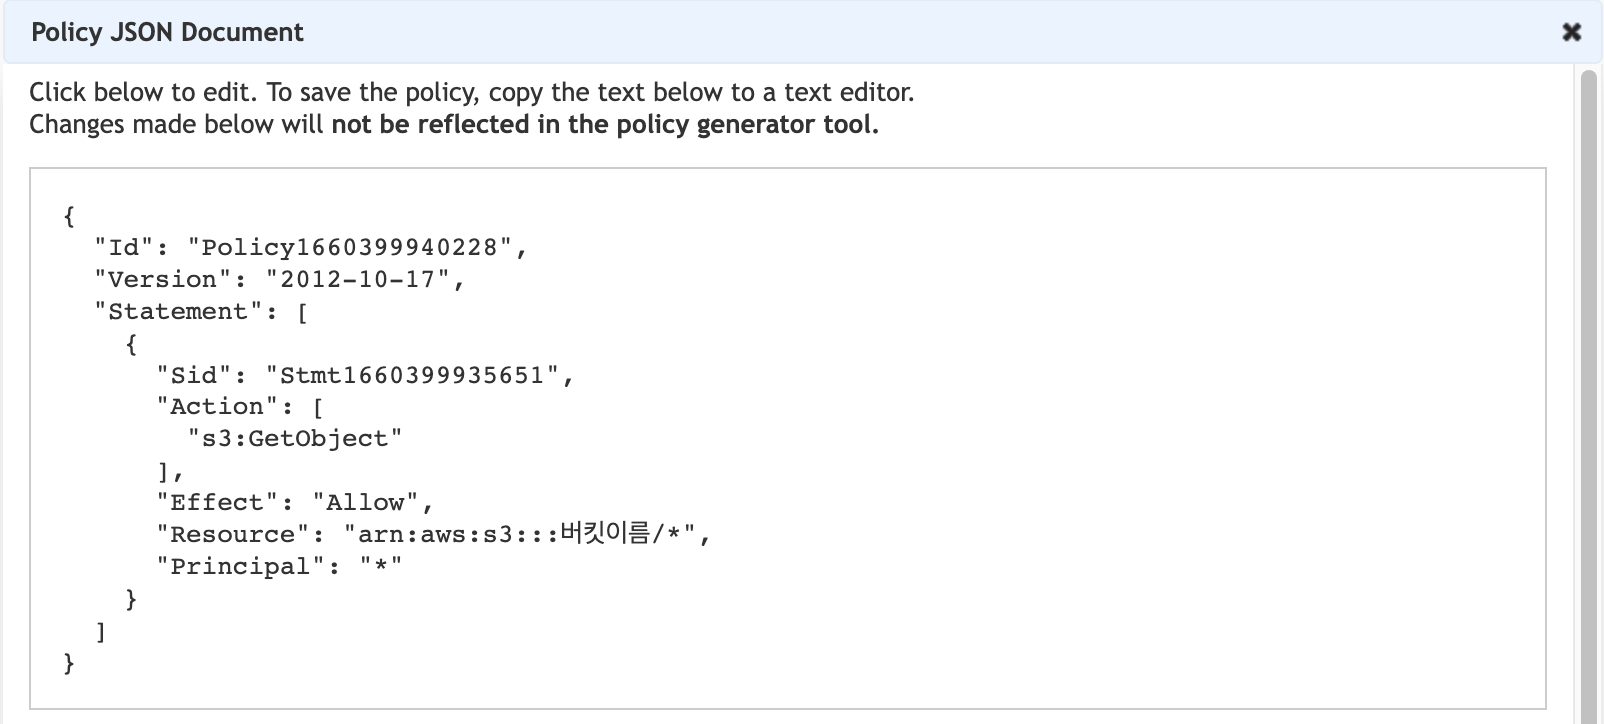 Policy JSON Document
Click below to edit. To save the policy, copy the text below to a text editor.
Changes made below will not be reflected in the policy generator tool.
{
  "Id": "Policy1660399940228",
  "Version": "2012-10-17",
  "Statement": [
    {
      "Sid": "Stmt1660399935651",
      "Action": [
        "s3:GetObject"
      ],
      "Effect": "Allow",
      "Resource": "arn:aws:s3:::버킷이름/*",
      "Principal": "*"
    }
  ]
}